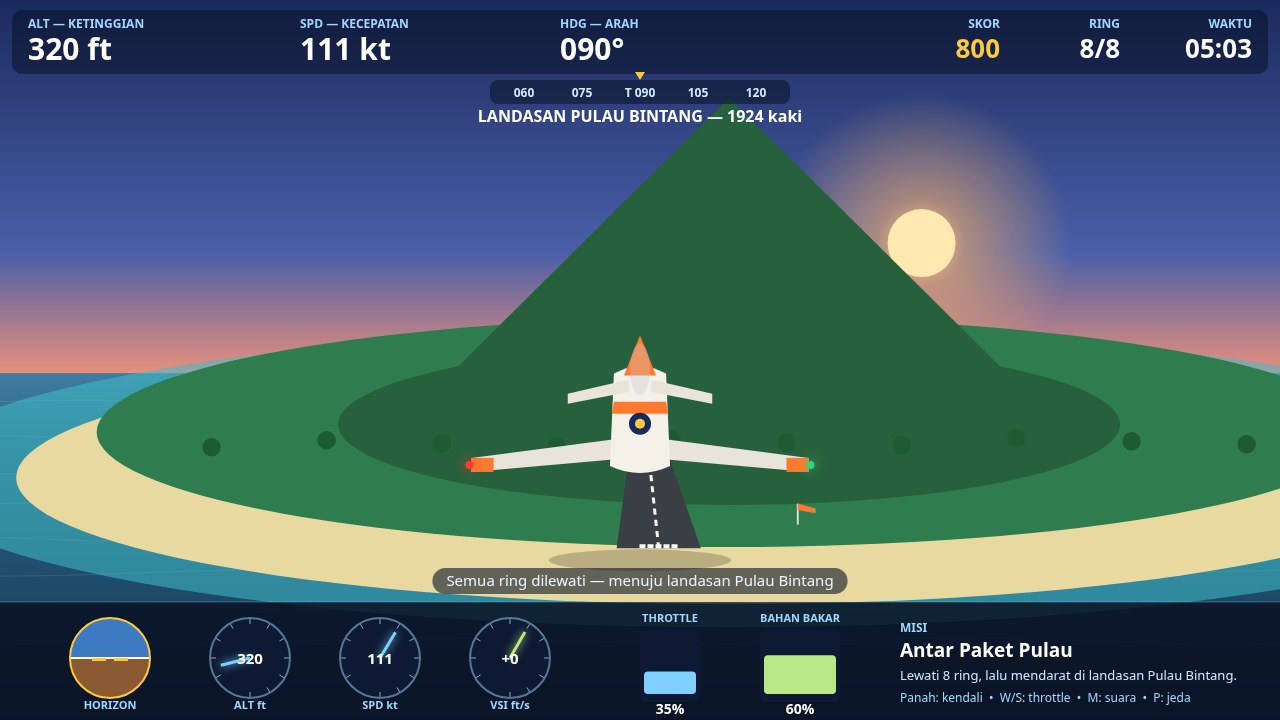 ALT — KETINGGIAN
320 ft
SPD — KECEPATAN
111 kt
HDG — ARAH
090°
SKOR
800
RING
8/8
WAKTU
05:03
060 075 T 090 105 120
LANDASAN PULAU BINTANG — 1924 kaki
Semua ring dilewati — menuju landasan Pulau Bintang
HORIZON
320
ALT ft
111
SPD kt
+0
VSI ft/s
THROTTLE
35%
BAHAN BAKAR
60%
MISI
Antar Paket Pulau
Lewati 8 ring, lalu mendarat di landasan Pulau Bintang.
Panah: kendali • W/S: throttle • M: suara • P: jeda